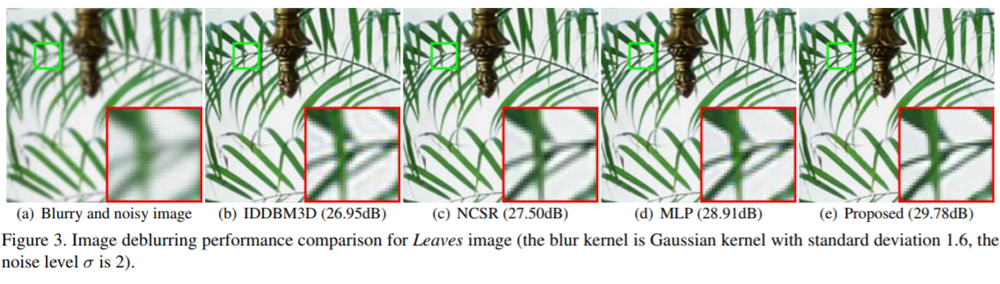 (a) Blurry and noisy image
(b) IDDBM3D (26.95dB)
(c) NCSR (27.50dB)
(d) MLP (28.91dB)
(e) Proposed (29.78dB)
Figure 3. Image deblurring performance comparison for Leaves image (the blur kernel is Gaussian kernel with standard deviation 1.6, the
noise level σ is 2).